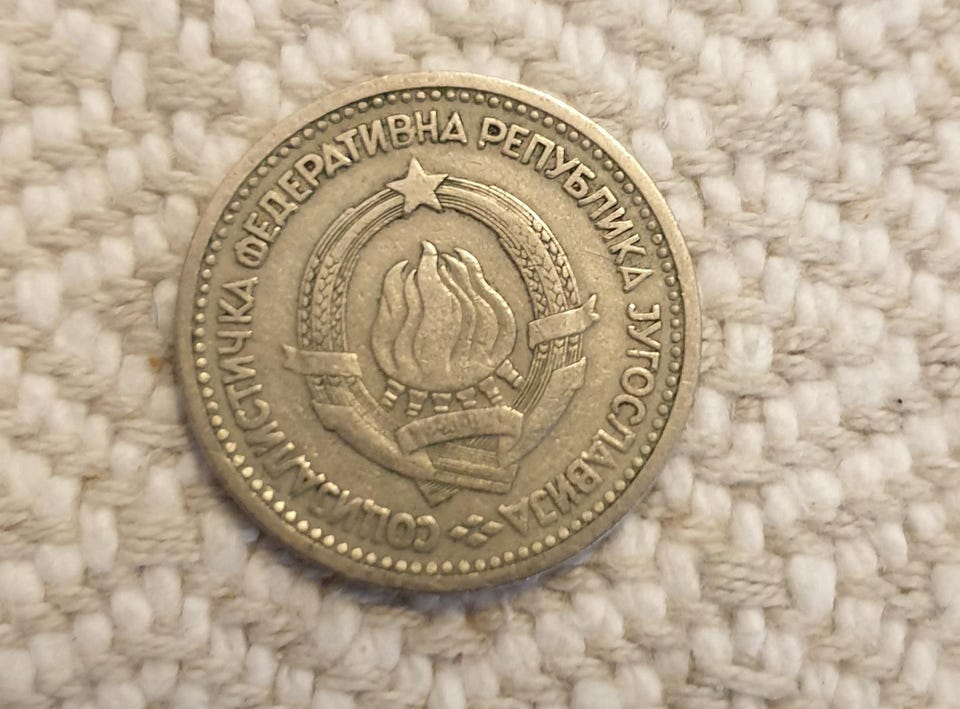 СОЦИЈАЛИСТИЧКА ФЕДЕРАТИВНА РЕПУБЛИКА ЈУГОСЛАВИЈА